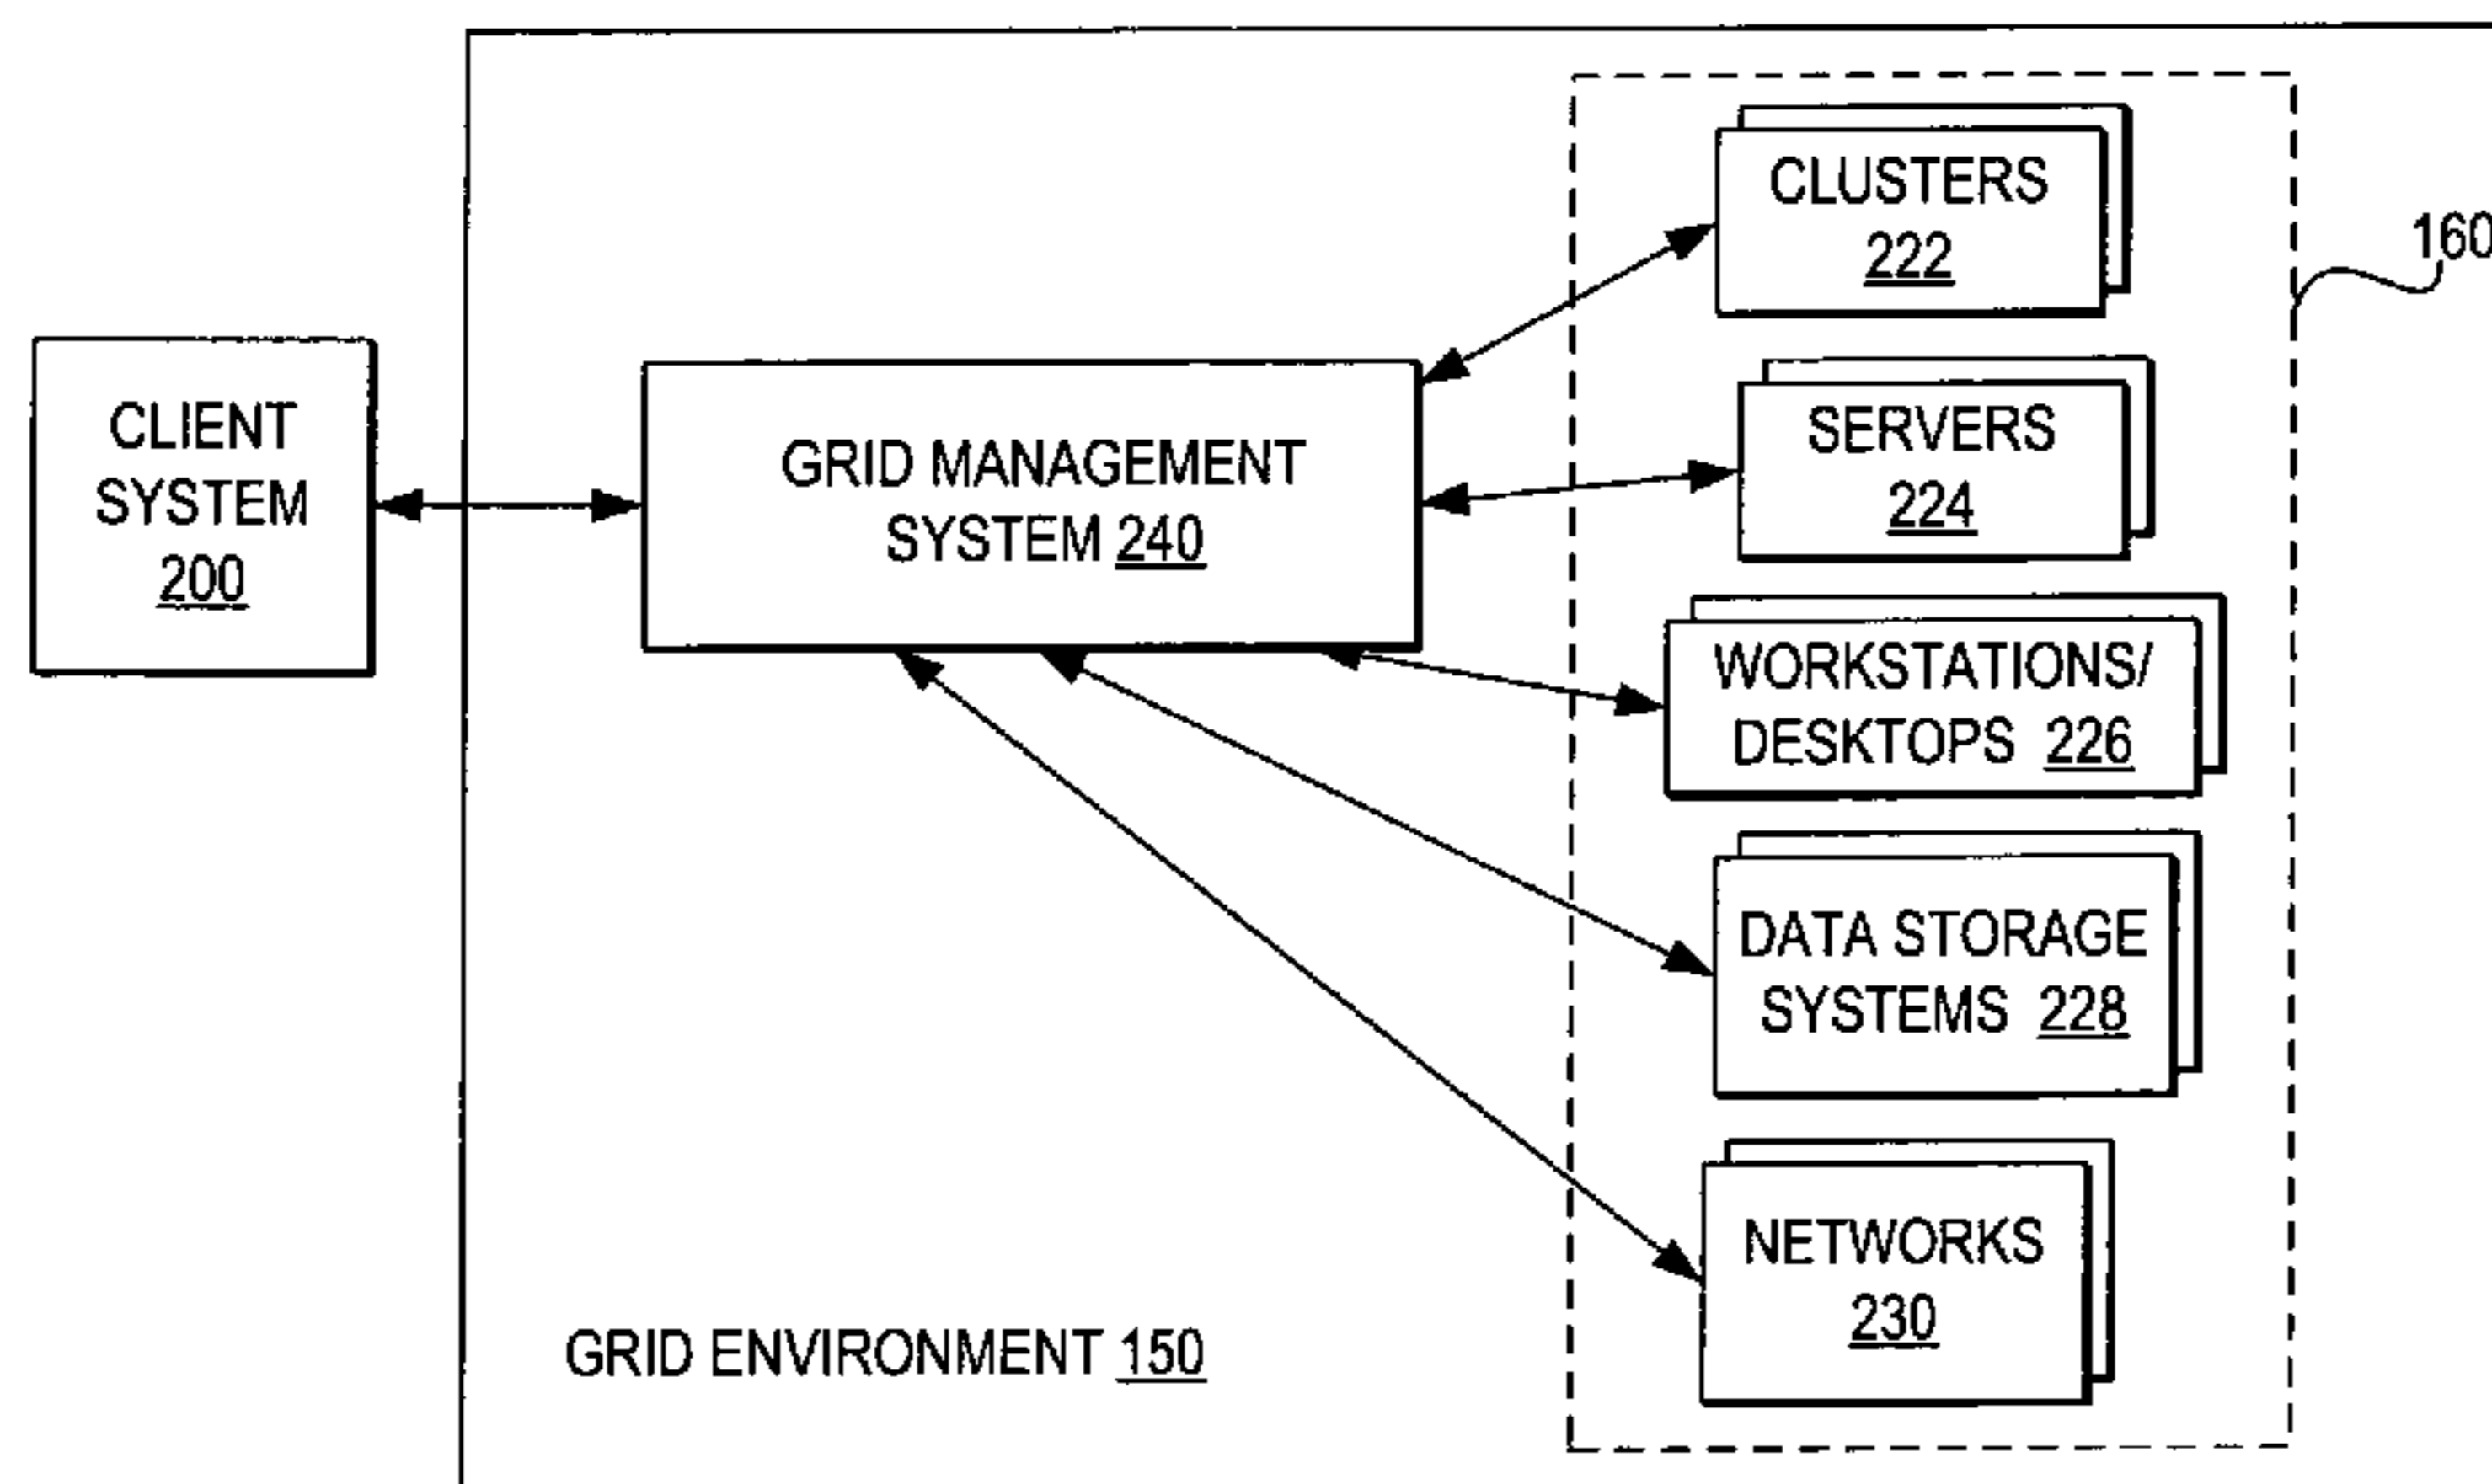 CLUSTERS
222
160
CLIENT
SYSTEM
200
GRID MANAGEMENT
SYSTEM 240
SERVERS
224
WORKSTATIONS/
DESKTOPS 226
DATA STORAGE
SYSTEMS 228
NETWORKS
230
GRID ENVIRONMENT 150